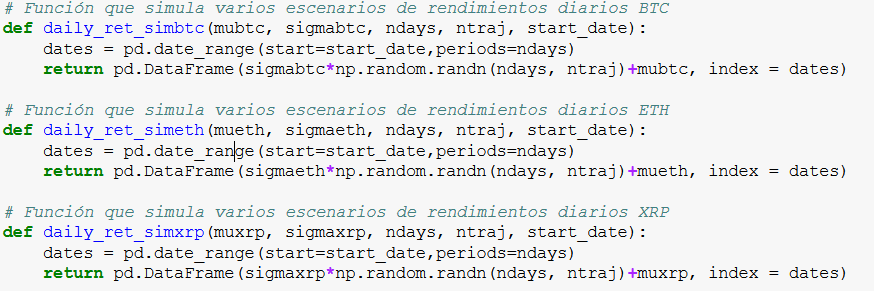 # Función que simula varios escenarios de rendimientos diarios BTC
def daily_ret_simbtc(mubtc, sigmabtc, ndays, ntraj, start_date):
    dates = pd.date_range(start=start_date,periods=ndays)
    return pd.DataFrame(sigmabtc*np.random.randn(ndays, ntraj)+mubtc, index = dates)

# Función que simula varios escenarios de rendimientos diarios ETH
def daily_ret_simeth(mueth, sigmaeth, ndays, ntraj, start_date):
    dates = pd.date_range(start=start_date,periods=ndays)
    return pd.DataFrame(sigmaeth*np.random.randn(ndays, ntraj)+mueth, index = dates)

# Función que simula varios escenarios de rendimientos diarios XRP
def daily_ret_simxrp(muxrp, sigmaxrp, ndays, ntraj, start_date):
    dates = pd.date_range(start=start_date,periods=ndays)
    return pd.DataFrame(sigmaxrp*np.random.randn(ndays, ntraj)+muxrp, index = dates)